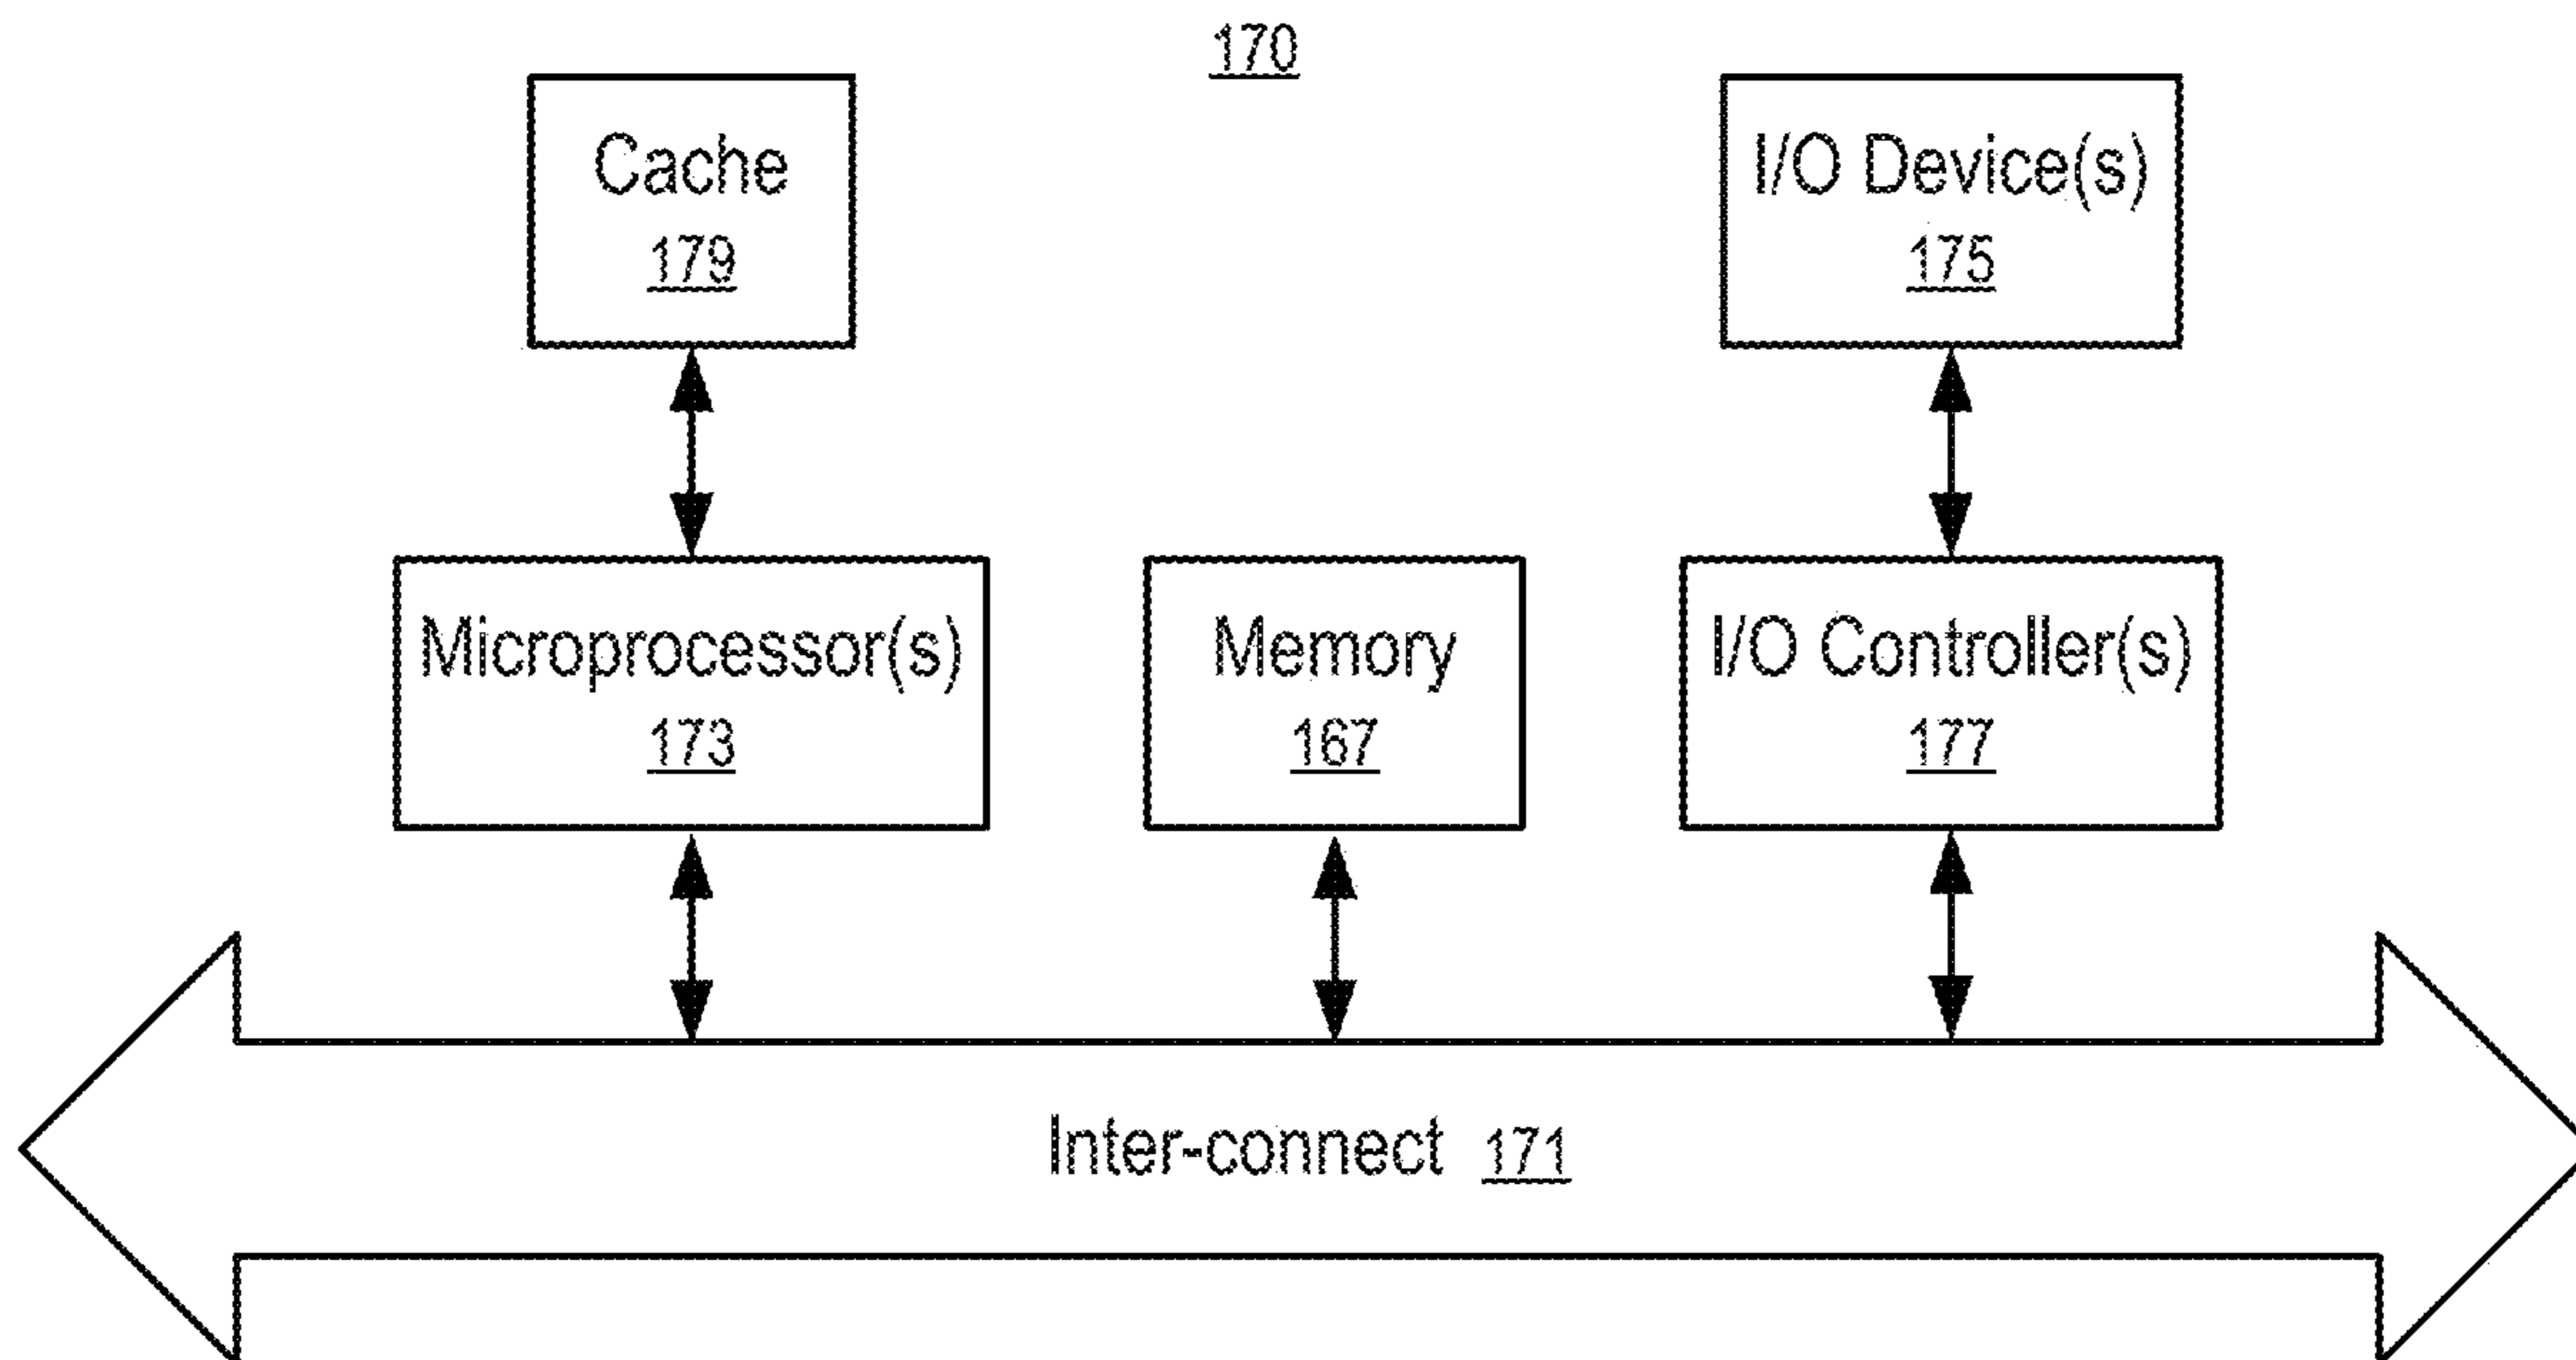 170
Cache
179
I/O Device(s)
175
Microprocessor(s)
173
Memory
167
I/O Controller(s)
177
Inter-connect 171